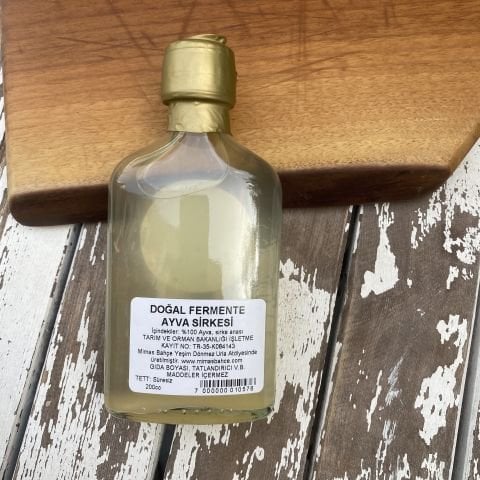 DOĞAL FERMENTE
AYVA SİRKESİ
İçindekiler: %100 Ayva, sirke anası
TARIM VE ORMAN BAKANLIĞI İŞLETME
KAYIT NO: TR-35-K084143
Mimas Bahçe Yeşim Dönmez Urla Atölyesinde
üretilmiştir. www.mimasbahce.com
GIDA BOYASI, TATLANDIRICI V.B.
MADDELER İÇERMEZ
TETT: Süresiz
200cc
7 000000 010576